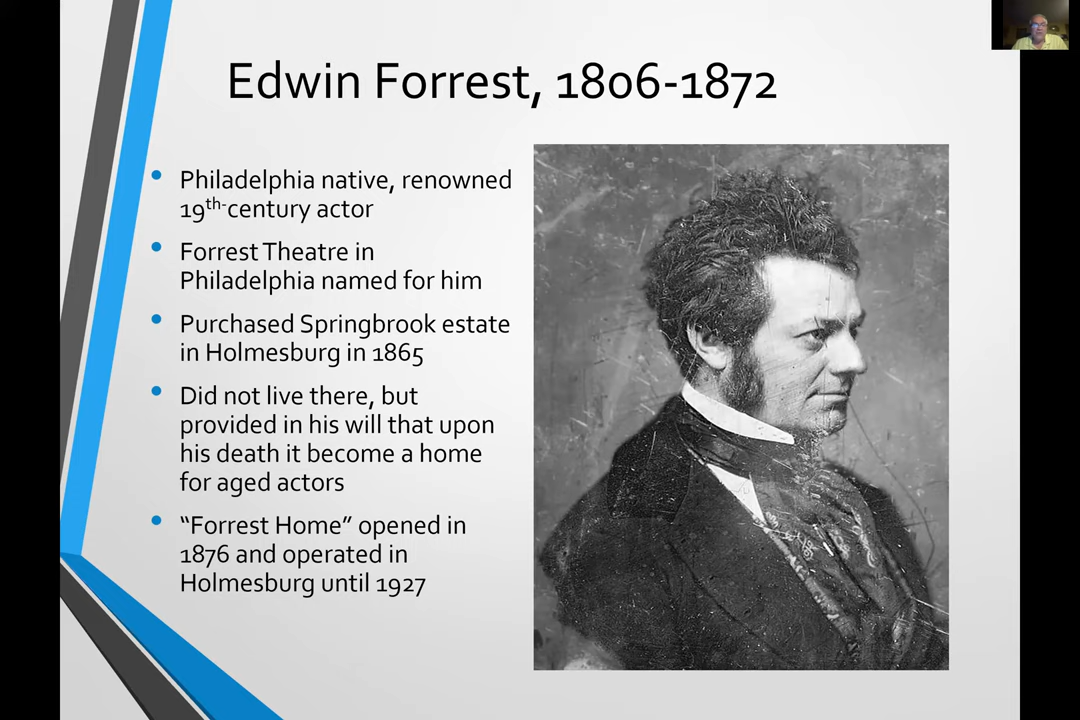 Edwin Forrest, 1806-1872
• Philadelphia native, renowned
19th-century actor
• Forrest Theatre in
Philadelphia named for him
• Purchased Springbrook estate
in Holmesburg in 1865
• Did not live there, but
provided in his will that upon
his death it become a home
for aged actors
• “Forrest Home” opened in
1876 and operated in
Holmesburg until 1927